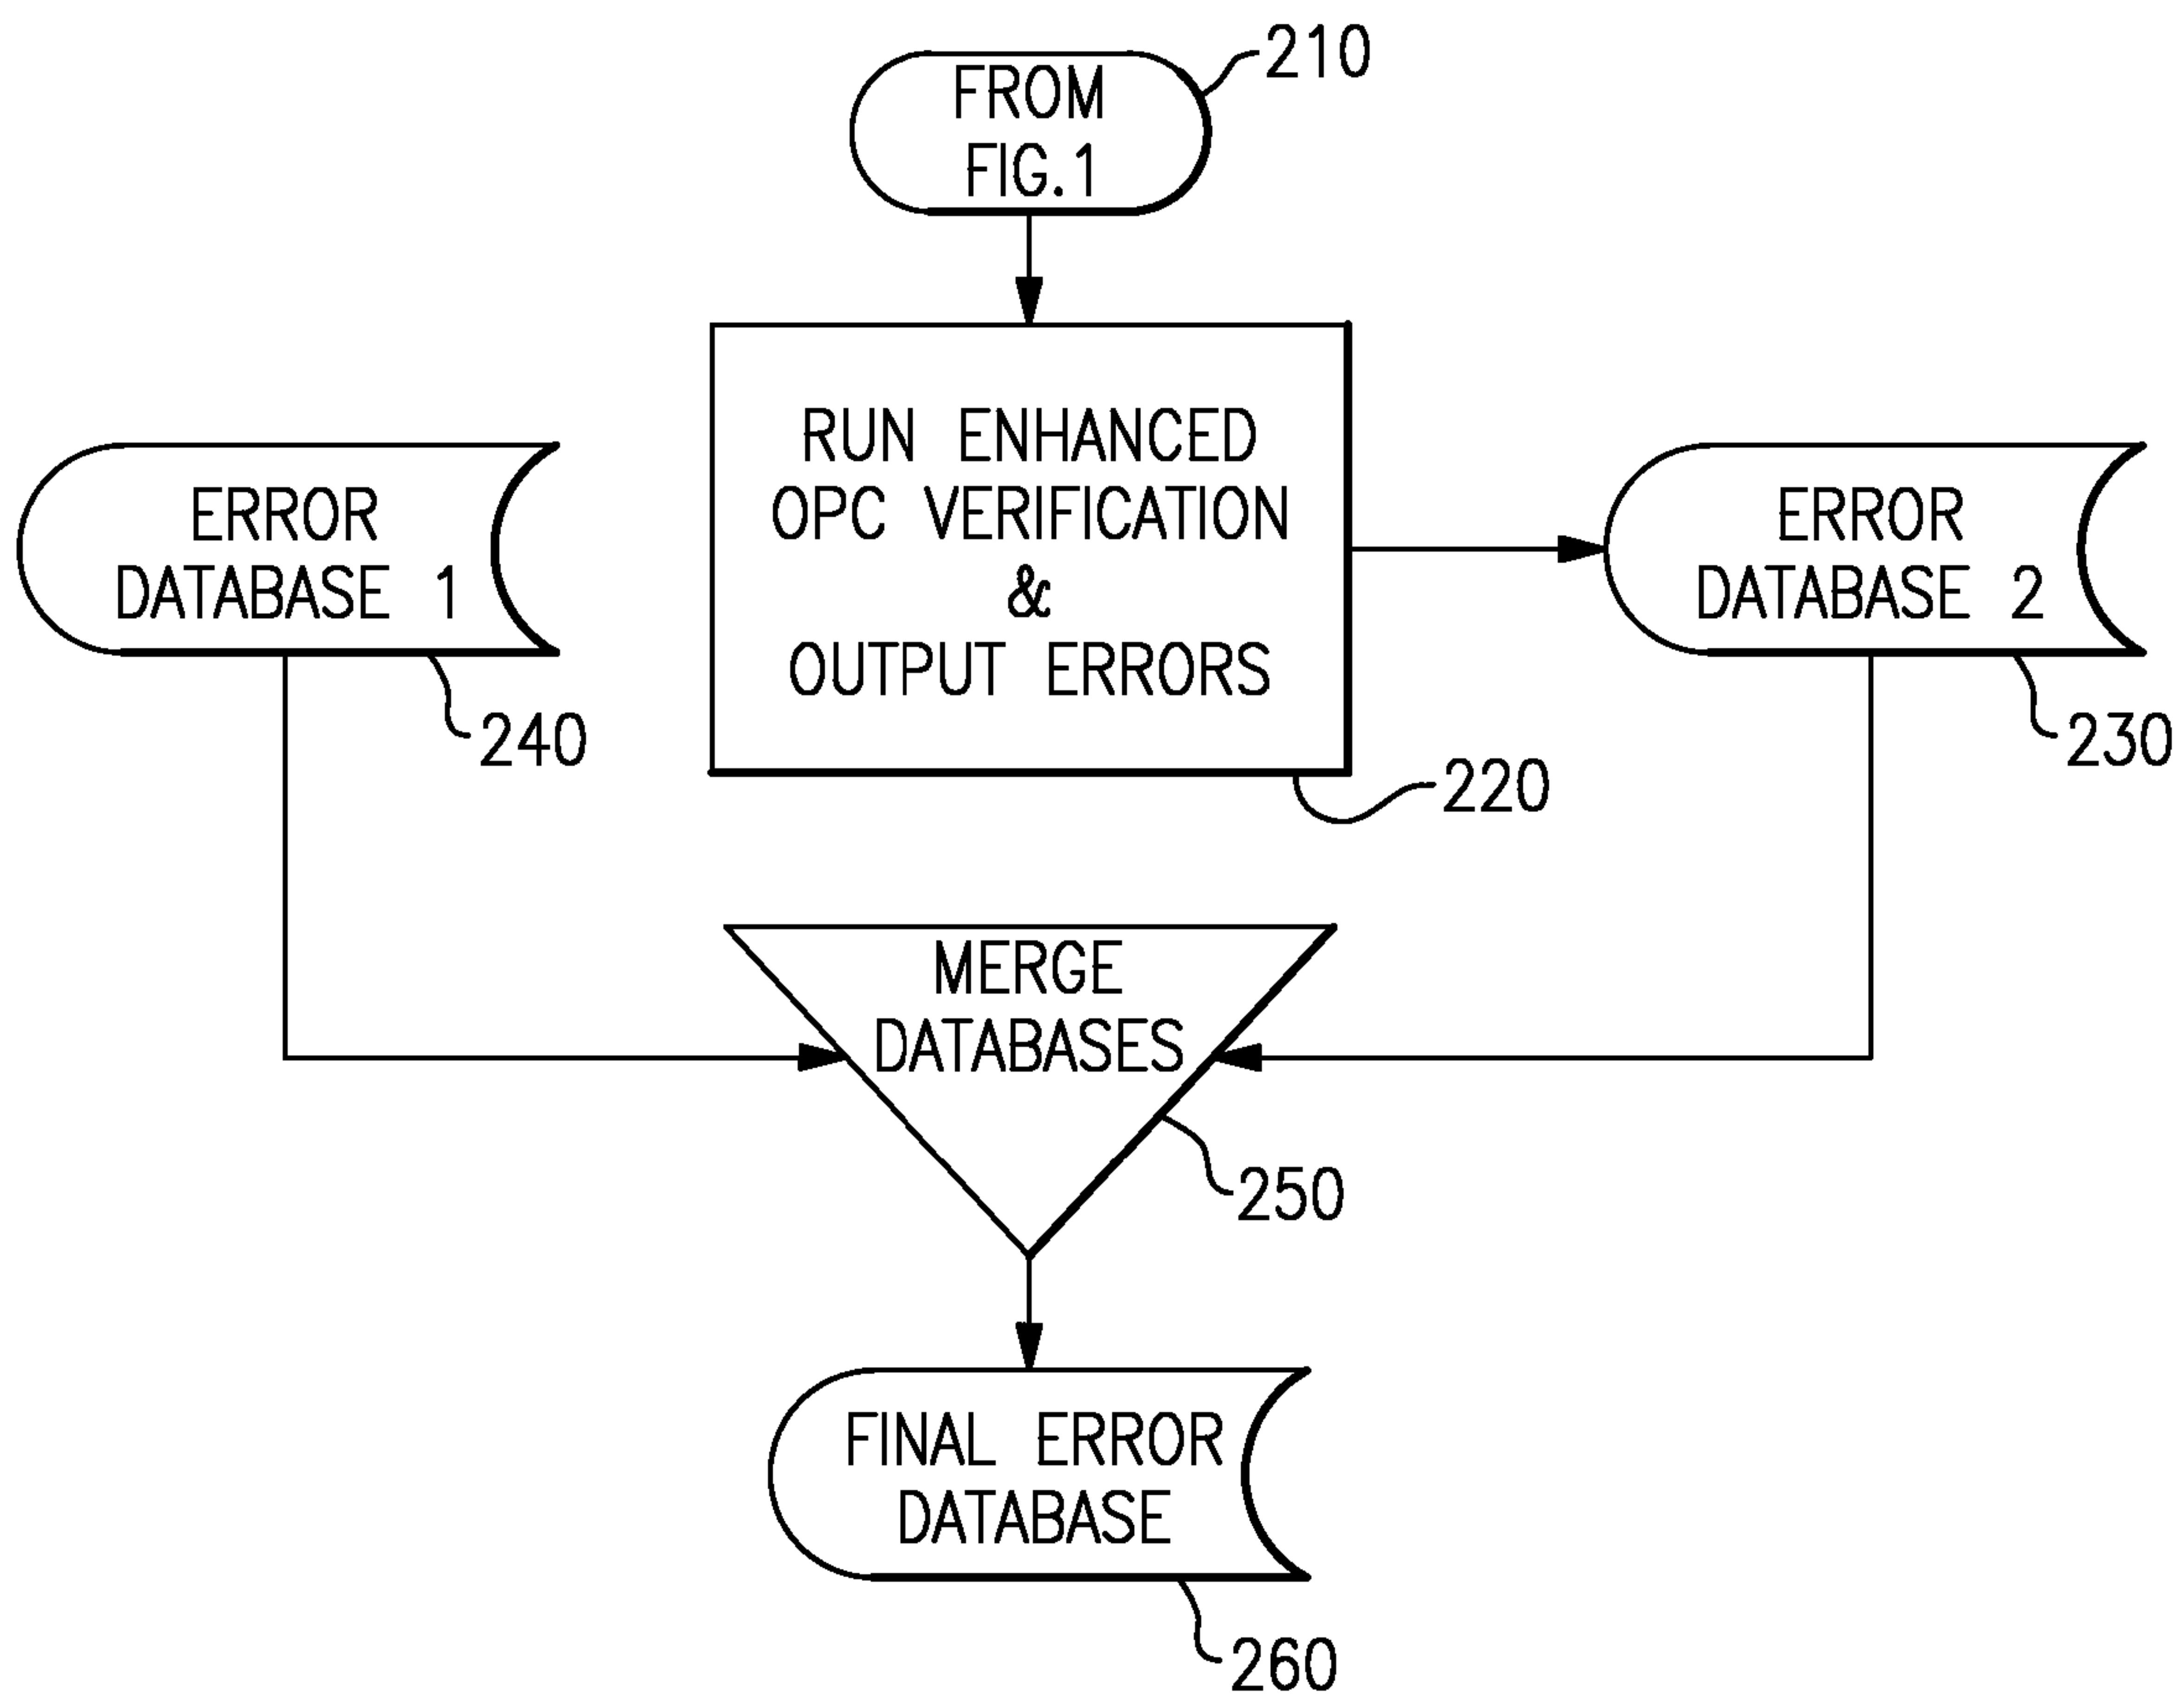 210
FROM
FIG.1
RUN ENHANCED
OPC VERIFICATION
&
OUTPUT ERRORS
220
ERROR
DATABASE 1
240
ERROR
DATABASE 2
230
MERGE
DATABASES
250
FINAL ERROR
DATABASE
260